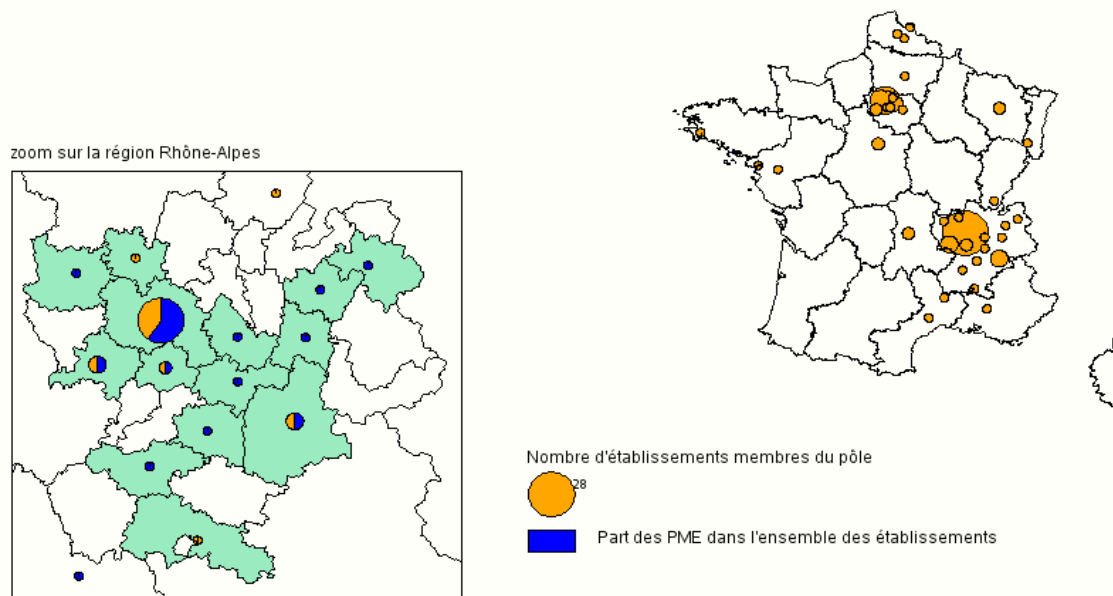 zoom sur la région Rhône-Alpes
Nombre d'établissements membres du pôle
28
Part des PME dans l'ensemble des établissements